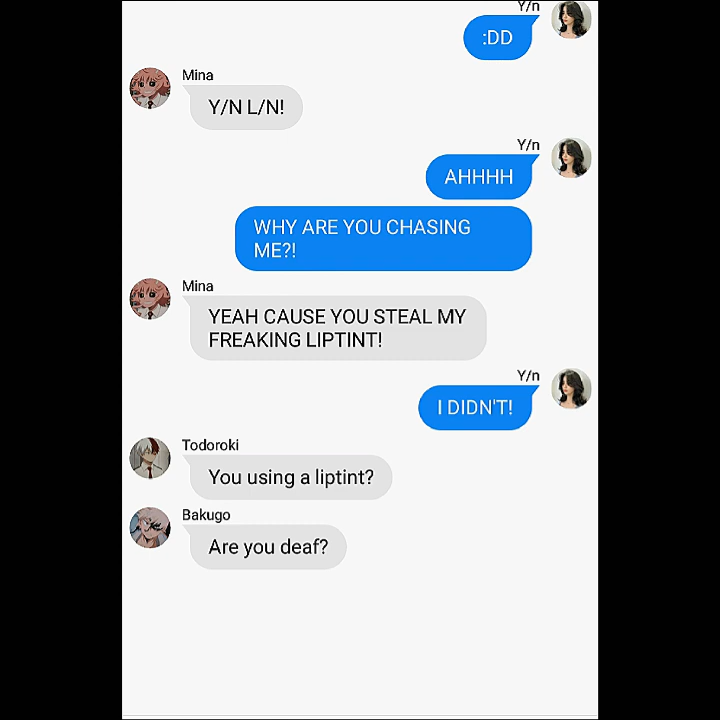 Y/n
:DD
Mina
Y/N L/N!
Y/n
AHHHH
WHY ARE YOU CHASING
ME?!
Mina
YEAH CAUSE YOU STEAL MY
FREAKING LIPTINT!
Y/n
I DIDN'T!
Todoroki
You using a liptint?
Bakugo
Are you deaf?